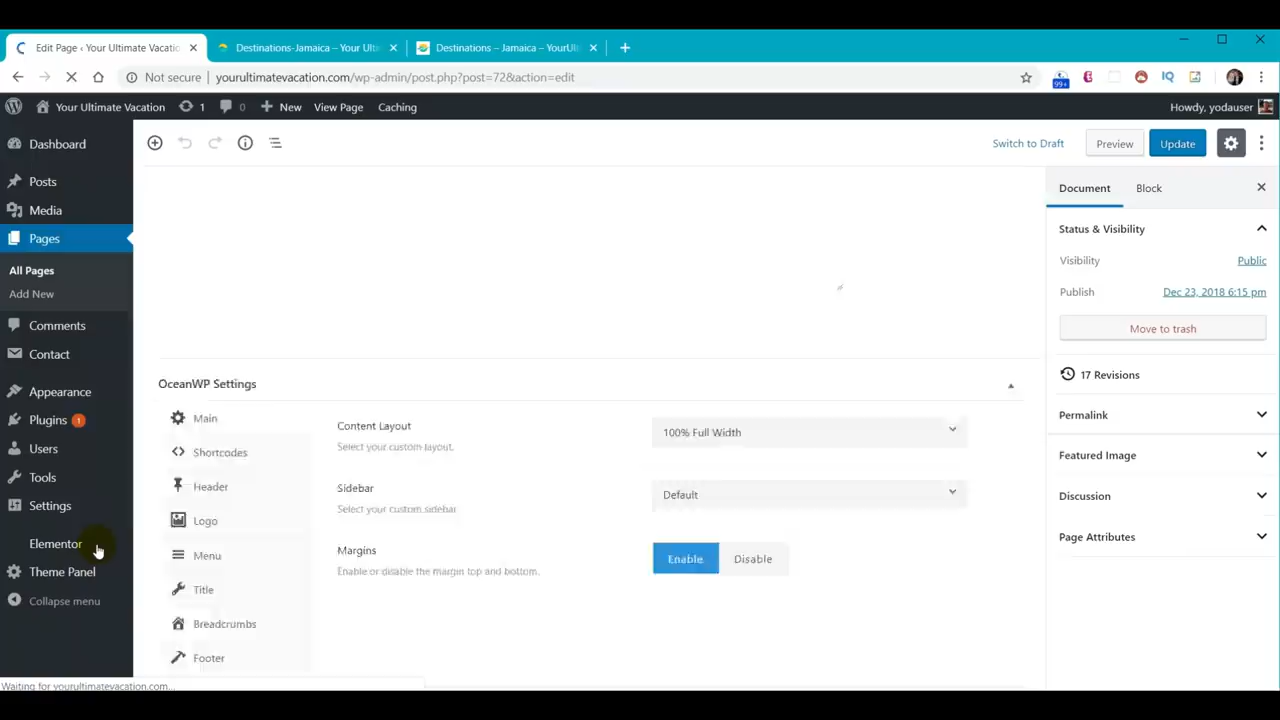 Edit Page ‹ Your Ultimate Vacatio
Destinations-Jamaica – Your Ulti
Destinations – Jamaica – YourUlt
Not secure
yourultimatevacation.com/wp-admin/post.php?post=72&action=edit
99+
IQ
Your Ultimate Vacation
1
0
New
View Page
Caching
Howdy, yodauser
Dashboard
Posts
Media
Pages
All Pages
Add New
Comments
Contact
Appearance
Plugins 1
Users
Tools
Settings
Elementor
Theme Panel
Collapse menu
Switch to Draft
Preview
Update
Document
Block
Status & Visibility
Visibility
Public
Publish
Dec 23, 2018 6:15 pm
Move to trash
17 Revisions
Permalink
Featured Image
Discussion
Page Attributes
OceanWP Settings
Main
Shortcodes
Header
Logo
Menu
Title
Breadcrumbs
Footer
Content Layout
Select your custom layout.
100% Full Width
Sidebar
Select your custom sidebar.
Default
Margins
Enable or disable the margin top and bottom.
Enable
Disable
Waiting for yourultimatevacation.com...